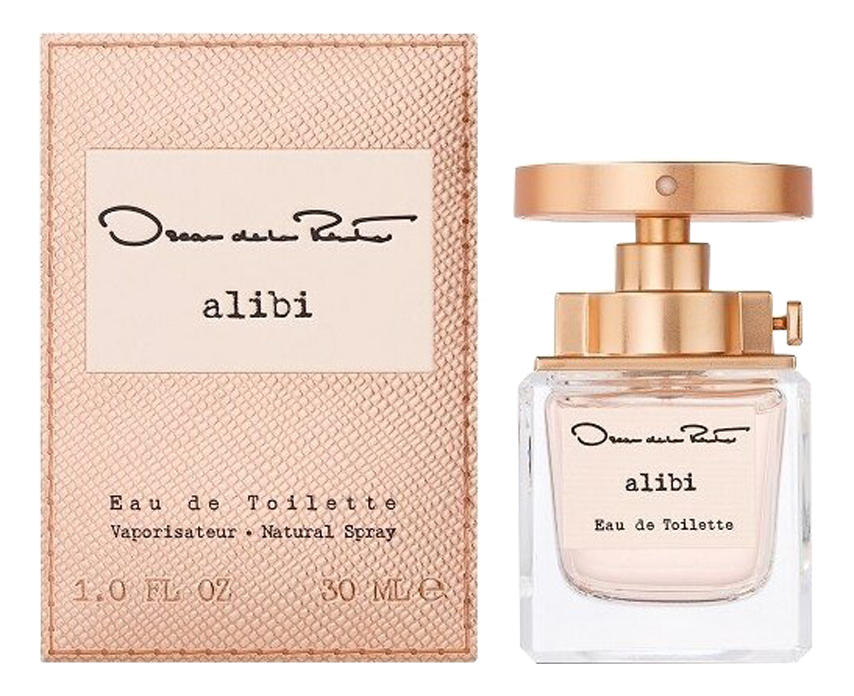 Oscar de la Renta
alibi
Eau de Toilette
Vaporisateur • Natural Spray
1.0 FL OZ 30 ML ℮
Oscar de la Renta
alibi
Eau de Toilette